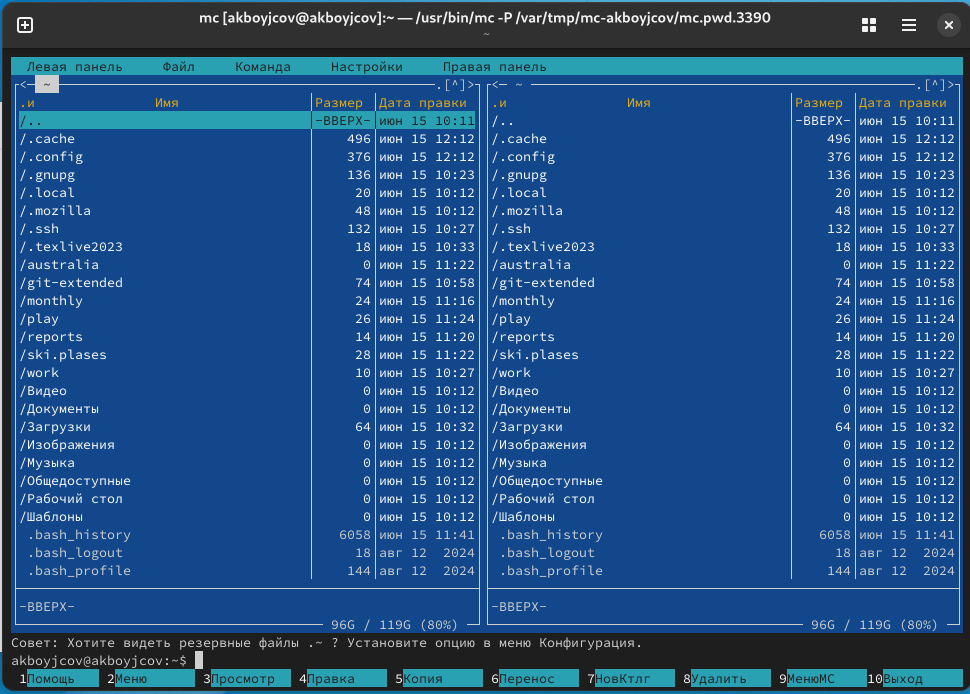 mc [akboyjcov@akboyjcov]:~ — /usr/bin/mc -P /var/tmp/mc-akboyjcov/mc.pwd.3390
~
Левая панель Файл Команда Настройки Правая панель
<─ ~ ─.[^]>┐ ┌<─ ~ ─.[^]>
.и Имя Размер Дата правки .и Имя Размер Дата правки
/.. -ВВЕРХ- июн 15 10:11 /.. -ВВЕРХ- июн 15 10:11
/.cache 496 июн 15 12:12 /.cache 496 июн 15 12:12
/.config 376 июн 15 12:12 /.config 376 июн 15 12:12
/.gnupg 136 июн 15 10:23 /.gnupg 136 июн 15 10:23
/.local 20 июн 15 10:12 /.local 20 июн 15 10:12
/.mozilla 48 июн 15 10:12 /.mozilla 48 июн 15 10:12
/.ssh 132 июн 15 10:27 /.ssh 132 июн 15 10:27
/.texlive2023 18 июн 15 10:33 /.texlive2023 18 июн 15 10:33
/australia 0 июн 15 11:22 /australia 0 июн 15 11:22
/git-extended 74 июн 15 10:58 /git-extended 74 июн 15 10:58
/monthly 24 июн 15 11:16 /monthly 24 июн 15 11:16
/play 26 июн 15 11:24 /play 26 июн 15 11:24
/reports 14 июн 15 11:20 /reports 14 июн 15 11:20
/ski.plases 28 июн 15 11:22 /ski.plases 28 июн 15 11:22
/work 10 июн 15 10:27 /work 10 июн 15 10:27
/Видео 0 июн 15 10:12 /Видео 0 июн 15 10:12
/Документы 0 июн 15 10:12 /Документы 0 июн 15 10:12
/Загрузки 64 июн 15 10:32 /Загрузки 64 июн 15 10:32
/Изображения 0 июн 15 10:12 /Изображения 0 июн 15 10:12
/Музыка 0 июн 15 10:12 /Музыка 0 июн 15 10:12
/Общедоступные 0 июн 15 10:12 /Общедоступные 0 июн 15 10:12
/Рабочий стол 0 июн 15 10:12 /Рабочий стол 0 июн 15 10:12
/Шаблоны 0 июн 15 10:12 /Шаблоны 0 июн 15 10:12
.bash_history 6058 июн 15 11:41 .bash_history 6058 июн 15 11:41
.bash_logout 18 авг 12 2024 .bash_logout 18 авг 12 2024
.bash_profile 144 авг 12 2024 .bash_profile 144 авг 12 2024
-ВВЕРХ- -ВВЕРХ-
96G / 119G (80%) 96G / 119G (80%)
Совет: Хотите видеть резервные файлы .~ ? Установите опцию в меню Конфигурация.
akboyjcov@akboyjcov:~$
1Помощь 2Меню 3Просмотр 4Правка 5Копия 6Перенос 7НовКтлг 8Удалить 9МенюMC 10Выход